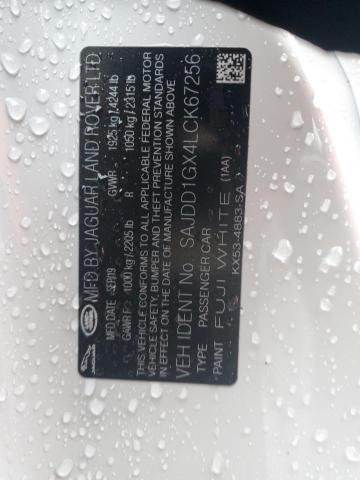 MFD BY JAGUAR LAND ROVER LTD
MFD DATE SEP/19 GVWR 1925 kg / 4244 lb
GAWR F 1000 kg / 2205 lb R 1050 kg / 2315 lb
THIS VEHICLE CONFORMS TO ALL APPLICABLE FEDERAL MOTOR
VEHICLE SAFETY, BUMPER AND THEFT PREVENTION STANDARDS
IN EFFECT ON THE DATE OF MANUFACTURE SHOWN ABOVE
VEH IDENT No SAJDD1GX4LCK67256
TYPE PASSENGER CAR
PAINT FUJI WHITE (1AA)
KX53-4883-SA